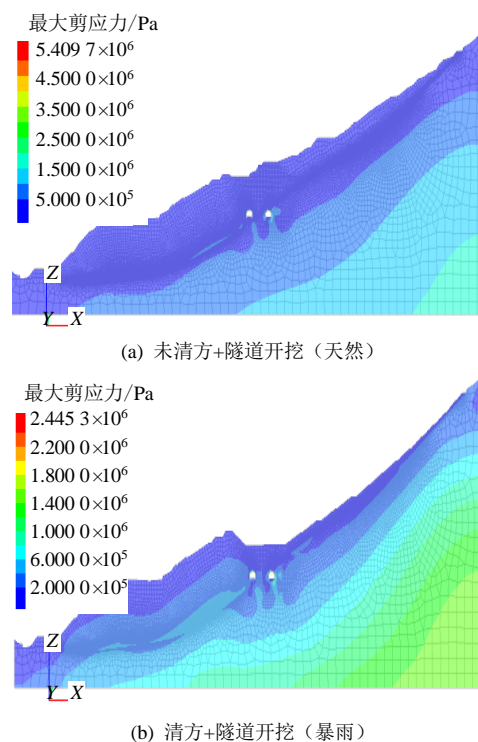 最大剪应力/Pa
5.409 7×10⁶
4.500 0×10⁶
3.500 0×10⁶
2.500 0×10⁶
1.500 0×10⁶
5.000 0×10⁵
Z
Y X
(a) 未清方+隧道开挖（天然）
最大剪应力/Pa
2.445 3×10⁶
2.200 0×10⁶
1.800 0×10⁶
1.000 0×10⁶
6.000 0×10⁵
2.000 0×10⁵
Z
Y X
(b) 清方+隧道开挖（暴雨）